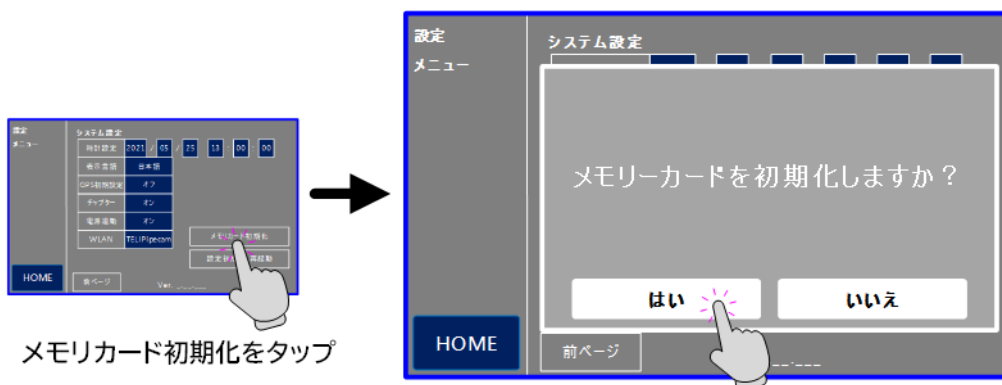 設定
メニュー
システム設定
時計設定 2021 / 05 / 25 13 : 00 : 00
表示言語 日本語
GPS初期設定 オフ
チャプター オン
電源連動 オン
WLAN TELIPipecam
メモリカード初期化
HOME
前ページ
Ver. __.__.___
メモリカード初期化をタップ
設定
メニュー
システム設定
メモリーカードを初期化しますか？
はい
いいえ
HOME
前ページ